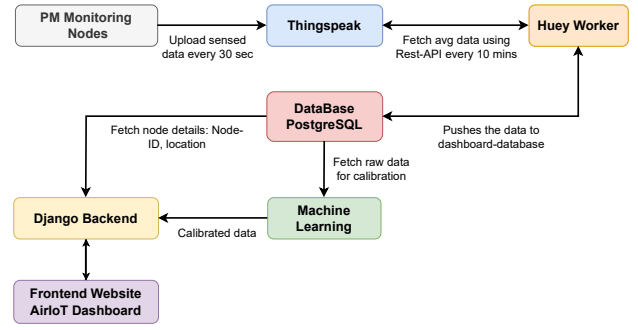 PM Monitoring
Nodes
Upload sensed
data every 30 sec
Thingspeak
Fetch avg data using
Rest-API every 10 mins
Huey Worker
DataBase
PostgreSQL
Fetch node details: Node-
ID, location
Pushes the data to
dashboard-database
Fetch raw data
for calibration
Django Backend
Calibrated data
Machine
Learning
Frontend Website
AirIoT Dashboard